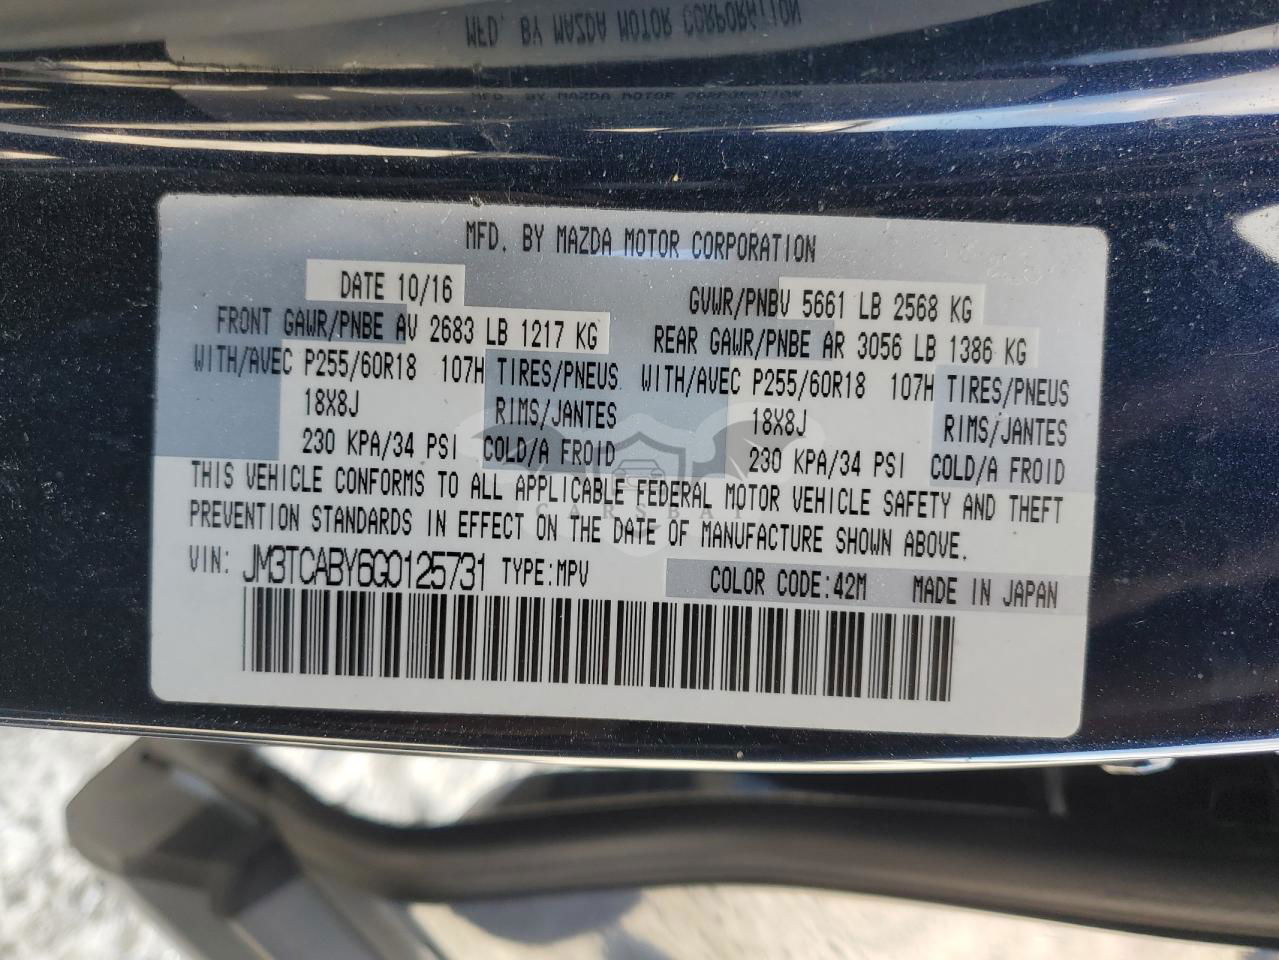 MFD. BY MAZDA MOTOR CORPORATION
MFD. BY MAZDA MOTOR CORPORATION
MFD. BY MAZDA MOTOR CORPORATION
DATE 10/16 GVWR/PNBV 5661 LB 2568 KG
FRONT GAWR/PNBE AV 2683 LB 1217 KG REAR GAWR/PNBE AR 3056 LB 1386 KG
WITH/AVEC P255/60R18 107H TIRES/PNEUS WITH/AVEC P255/60R18 107H TIRES/PNEUS
18X8J RIMS/JANTES 18X8J RIMS/JANTES
230 KPA/34 PSI COLD/A FROID 230 KPA/34 PSI COLD/A FROID
THIS VEHICLE CONFORMS TO ALL APPLICABLE FEDERAL MOTOR VEHICLE SAFETY AND THEFT
CARSBAT
PREVENTION STANDARDS IN EFFECT ON THE DATE OF MANUFACTURE SHOWN ABOVE.
VIN: JM3TCABY6G0125731 TYPE:MPV COLOR CODE:42M MADE IN JAPAN